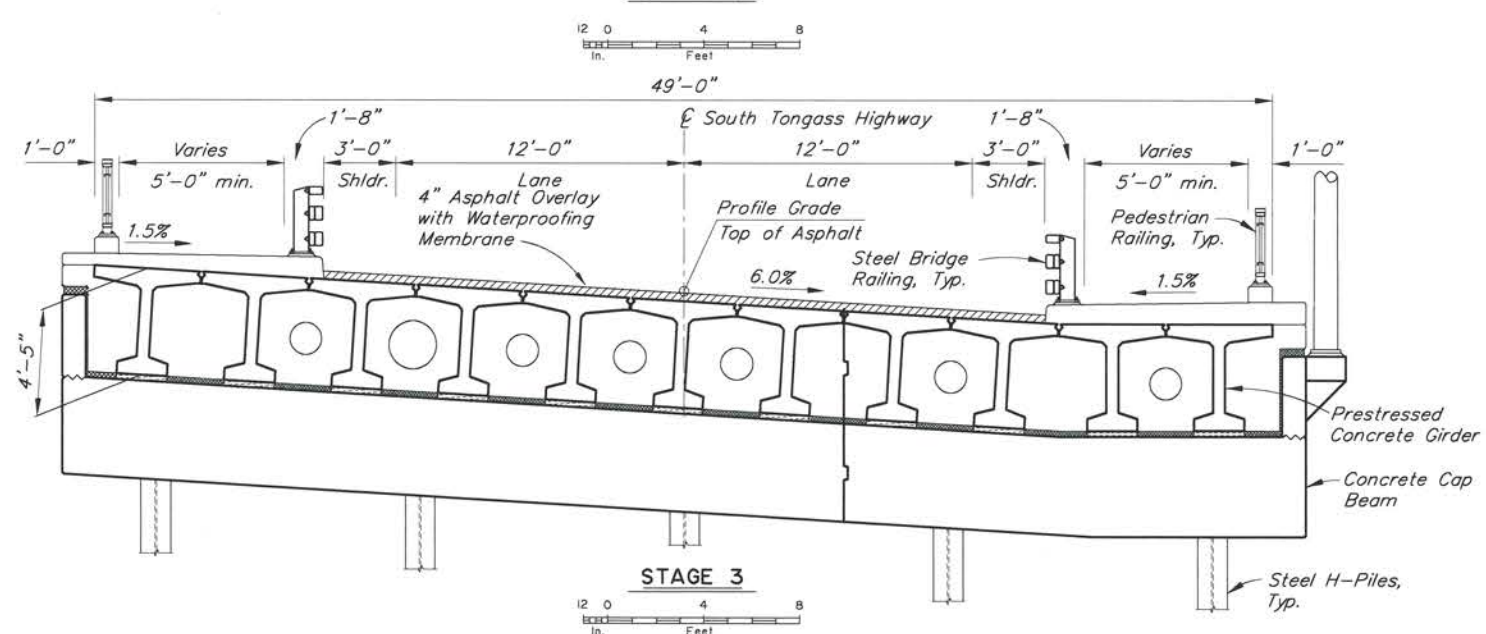 12 0 4 8
In. Feet
49'-0"
℄ South Tongass Highway
1'-8"
1'-8"
1'-0"
Varies
3'-0"
12'-0"
12'-0"
3'-0"
Varies
1'-0"
5'-0" min.
Shldr.
Lane
Lane
Shldr.
5'-0" min.
4" Asphalt Overlay
with Waterproofing
Membrane
Profile Grade
Top of Asphalt
Pedestrian
Railing, Typ.
1.5%
Steel Bridge
Railing, Typ.
6.0%
1.5%
4'-5"
Prestressed
Concrete Girder
Concrete Cap
Beam
STAGE 3
Steel H-Piles,
Typ.
12 0 4 8
In. Feet